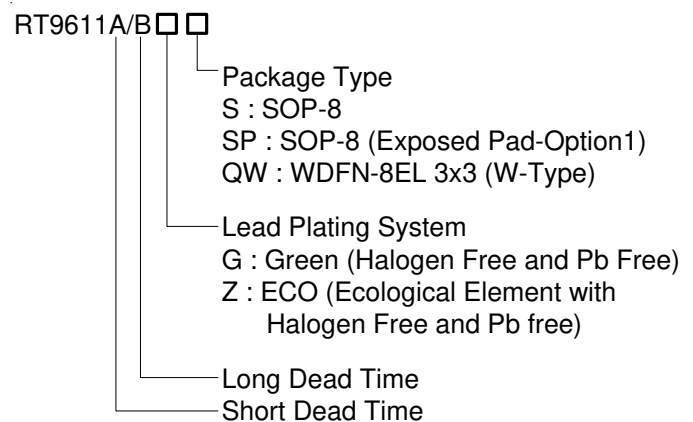 RT9611A/B□ □
Package Type
S : SOP-8
SP : SOP-8 (Exposed Pad-Option1)
QW : WDFN-8EL 3x3 (W-Type)
Lead Plating System
G : Green (Halogen Free and Pb Free)
Z : ECO (Ecological Element with
Halogen Free and Pb free)
Long Dead Time
Short Dead Time